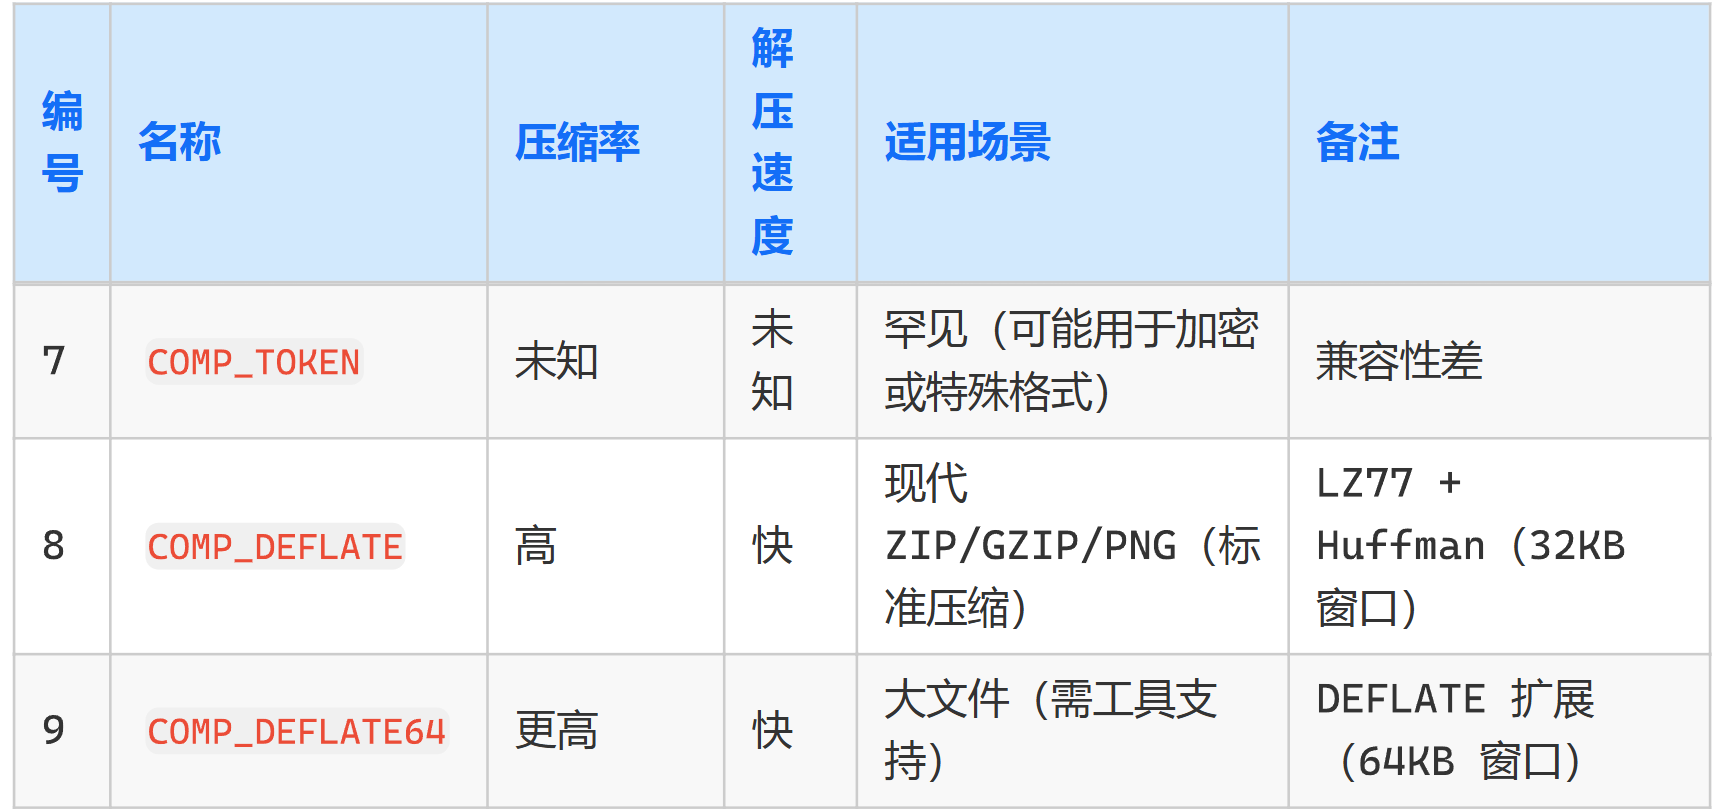 编
号
名称
压缩率
解
压
速
度
适用场景
备注
7
COMP_TOKEN
未知
未
知
罕见（可能用于加密
或特殊格式）
兼容性差
8
COMP_DEFLATE
高
快
现代
ZIP/GZIP/PNG（标
准压缩）
LZ77 +
Huffman（32KB
窗口）
9
COMP_DEFLATE64
更高
快
大文件（需工具支
持）
DEFLATE 扩展
（64KB 窗口）